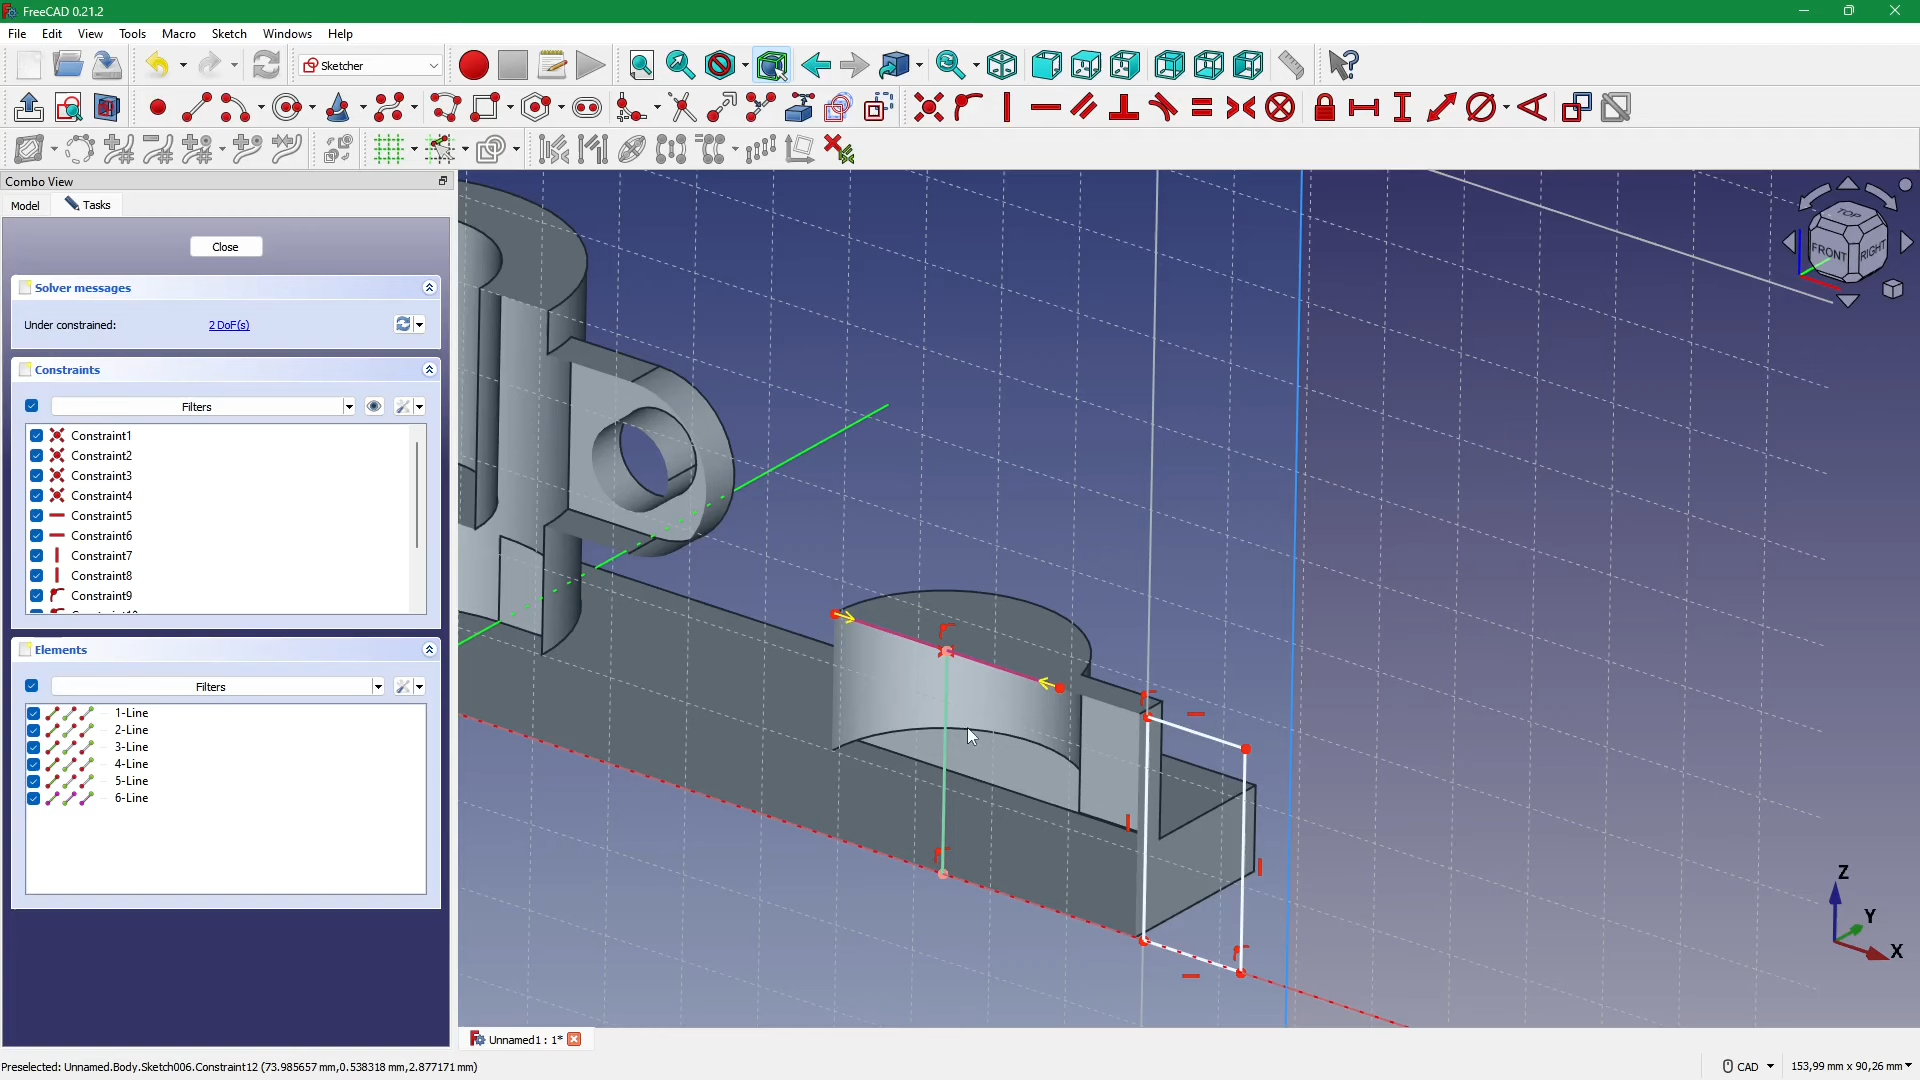 FreeCAD 0.21.2
File Edit View Tools Macro Sketch Windows Help
Sketcher
Combo View
Model Tasks
Close
Solver messages
Under constrained: 2 DoF(s)
Constraints
Filters
Constraint1
Constraint2
Constraint3
Constraint4
Constraint5
Constraint6
Constraint7
Constraint8
Constraint9
Elements
Filters
1-Line
2-Line
3-Line
4-Line
5-Line
6-Line
TOP
FRONT RIGHT
Z
Y
X
Unnamed1 : 1*
Preselected: Unnamed.Body.Sketch006.Constraint12 (73.985657 mm,0.538318 mm,2.877171 mm)
CAD 153,99 mm x 90,26 mm